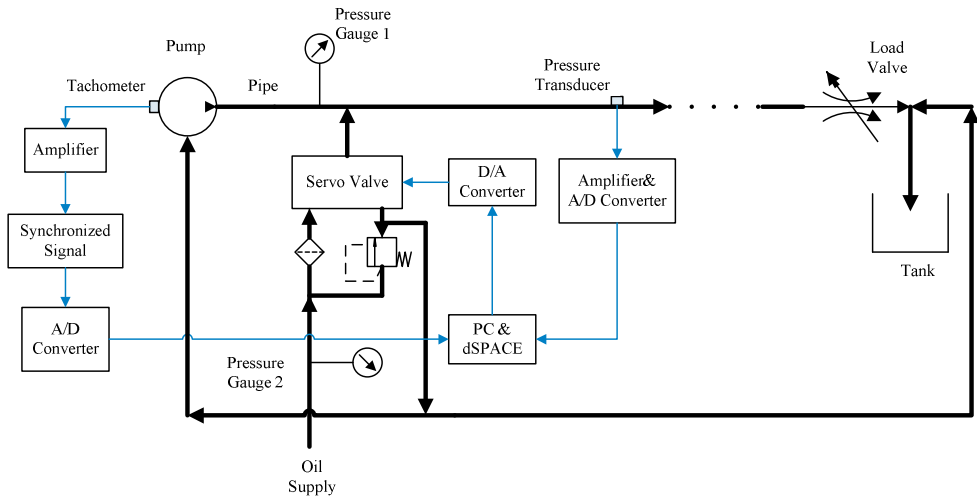 Pressure
Gauge 1
Pump
Load
Valve
Tachometer
Pipe
Pressure
Transducer
Amplifier
Servo Valve
D/A
Converter
Amplifier&
A/D Converter
Synchronized
Signal
Tank
A/D
Converter
PC &
dSPACE
Pressure
Gauge 2
Oil
Supply